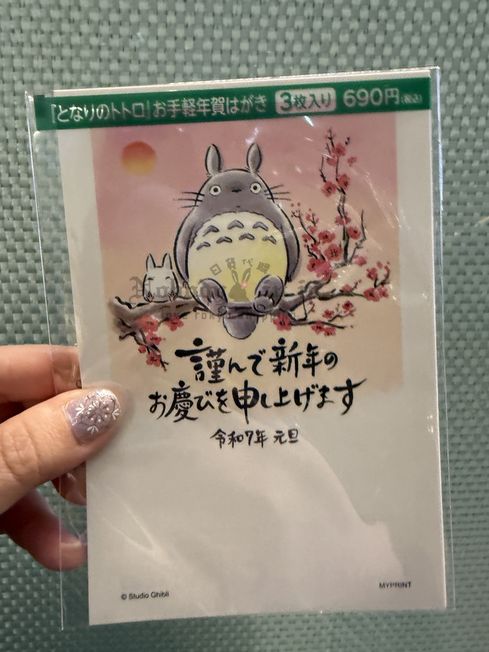 『となりのトトロ』お手軽年賀はがき 3枚入り 690円(税込)
謹んで新年の
お慶びを申し上げます
令和7年 元旦
© Studio Ghibli
MYPRINT